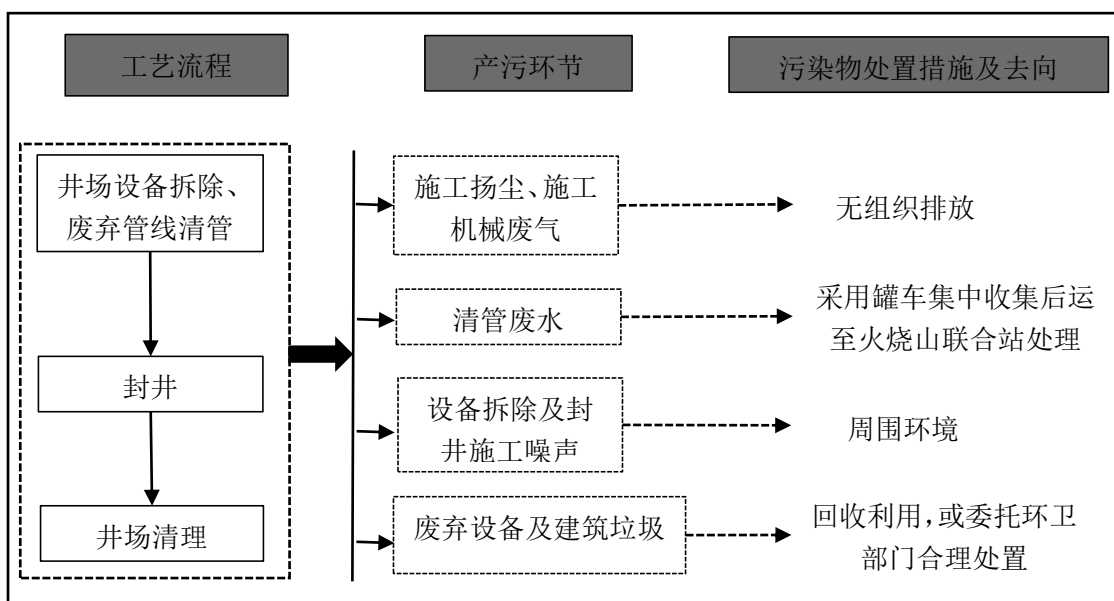 工艺流程
产污环节
污染物处置措施及去向
井场设备拆除、
废弃管线清管
封井
井场清理
施工扬尘、施工
机械废气
无组织排放
清管废水
采用罐车集中收集后运
至火烧山联合站处理
设备拆除及封
井施工噪声
周围环境
废弃设备及建筑垃圾
回收利用,或委托环卫
部门合理处置